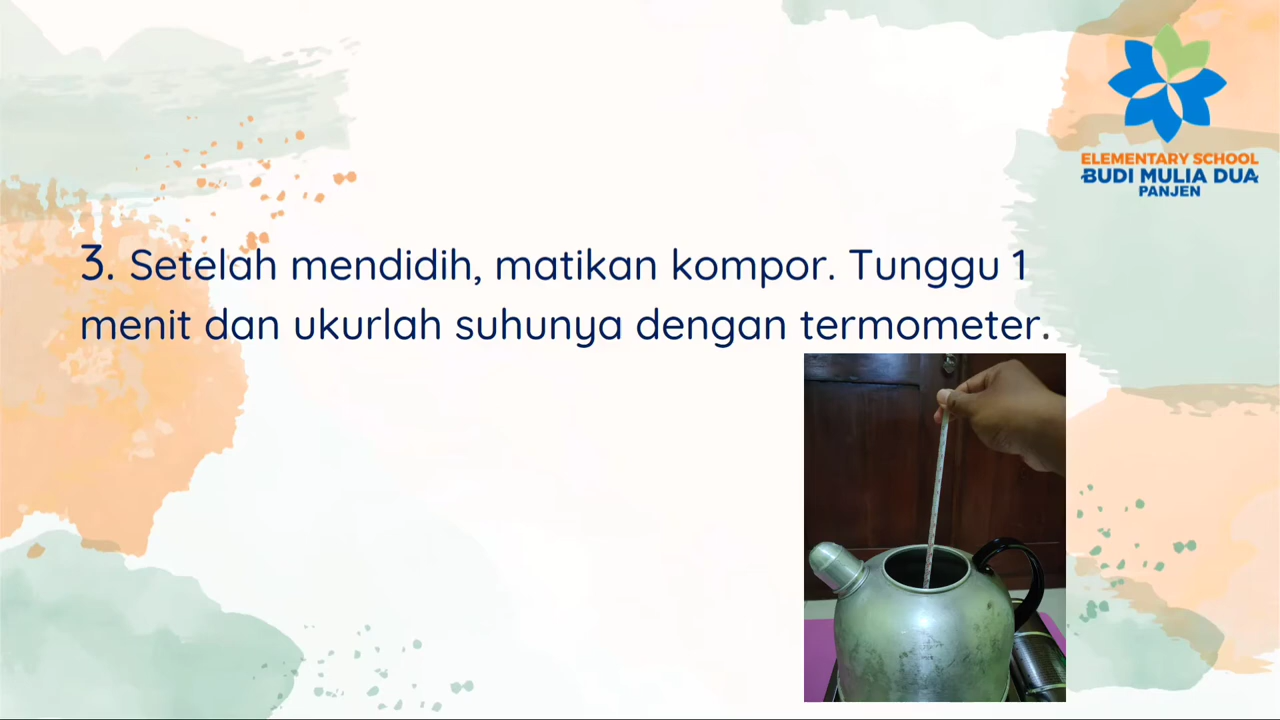 ELEMENTARY SCHOOL
BUDI MULIA DUA
PANJEN
3. Setelah mendidih, matikan kompor. Tunggu 1
menit dan ukurlah suhunya dengan termometer.